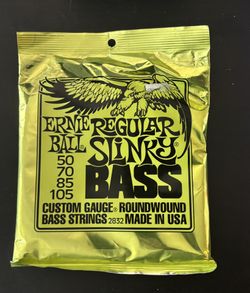 ERNIE BALL
REGULAR SLINKY
50
70
85
105
BASS
CUSTOM GAUGE® ROUNDWOUND
BASS STRINGS 2832 MADE IN USA